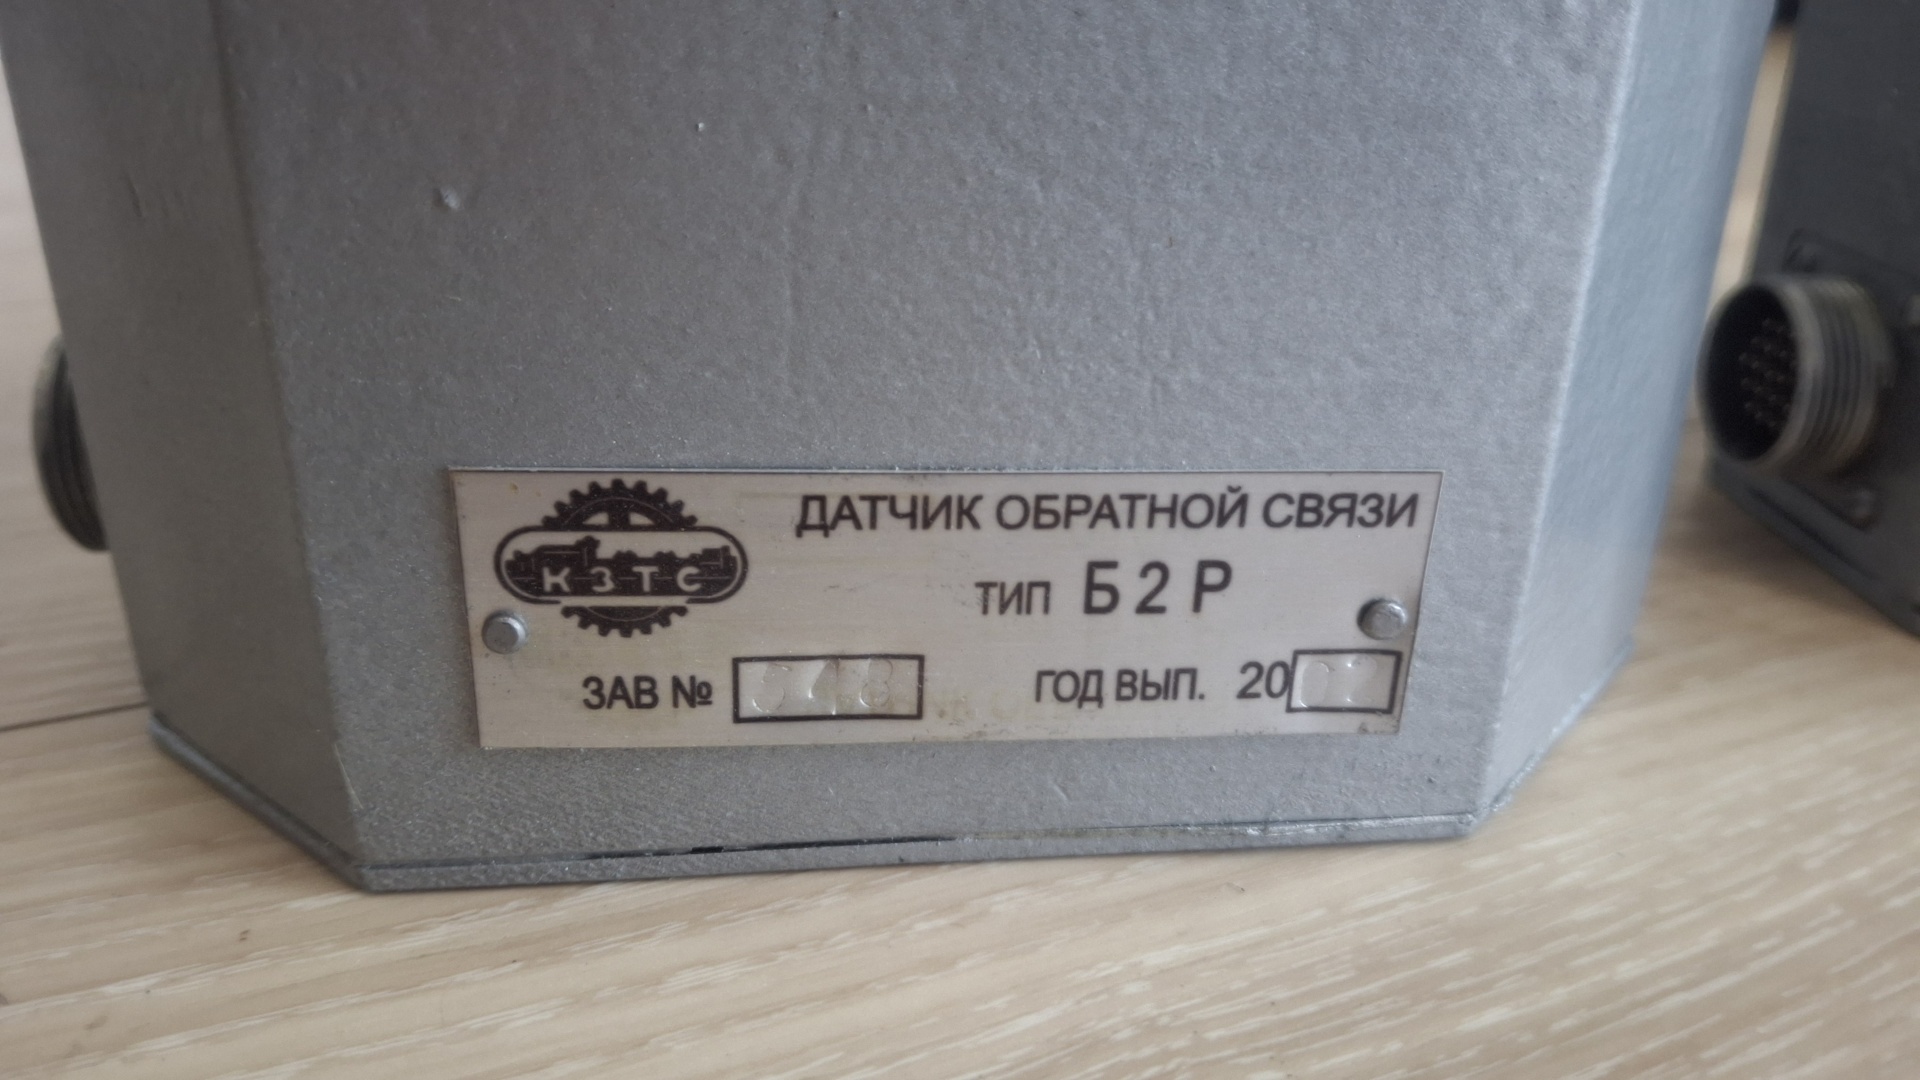 ДАТЧИК ОБРАТНОЙ СВЯЗИ
КЗТС
ТИП Б2Р
ЗАВ №
ГОД ВЫП. 20